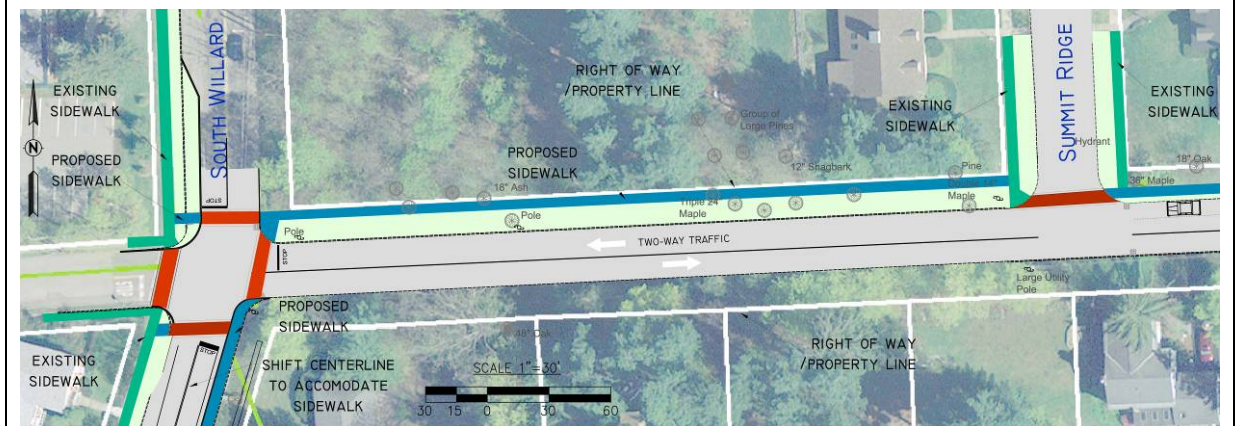 SOUTH WILLARD
SUMMIT RIDGE
EXISTING
SIDEWALK
RIGHT OF WAY
/PROPERTY LINE
EXISTING
SIDEWALK
EXISTING
SIDEWALK
N
Group of
Large Pines
Hydrant
PROPOSED
SIDEWALK
PROPOSED
SIDEWALK
12" Shagbark
Pine
18" Oak
36" Maple
18" Ash
Triple 24"
Maple
Maple
STOP
Pole
Pole
TWO-WAY TRAFFIC
STOP
Large Utility
Pole
PROPOSED
SIDEWALK
EXISTING
SIDEWALK
STOP
SHIFT CENTERLINE
TO ACCOMODATE
SIDEWALK
SCALE 1"=30'
30 15 0 30 60
RIGHT OF WAY
/PROPERTY LINE